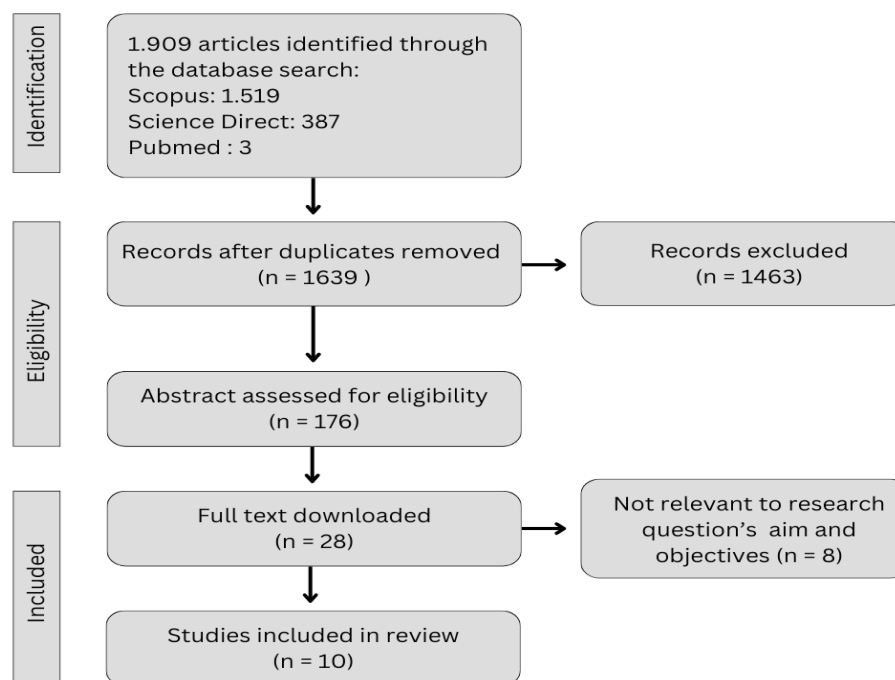 Identification
1.909 articles identified through
the database search:
Scopus: 1.519
Science Direct: 387
Pubmed : 3
Eligibility
Records after duplicates removed
(n = 1639 )
Records excluded
(n = 1463)
Abstract assessed for eligibility
(n = 176)
Included
Full text downloaded
(n = 28)
Not relevant to research
question’s aim and
objectives (n = 8)
Studies included in review
(n = 10)